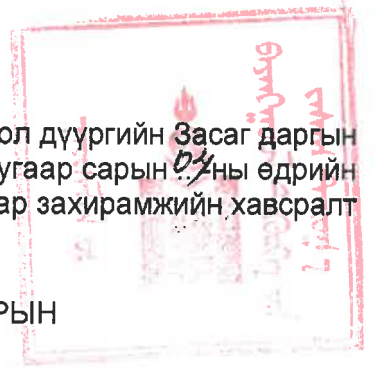 ол дүүргийн Засаг даргын
угаар сарын 04 ны өдрийн
ар захирамжийн хавсралт
РЫН